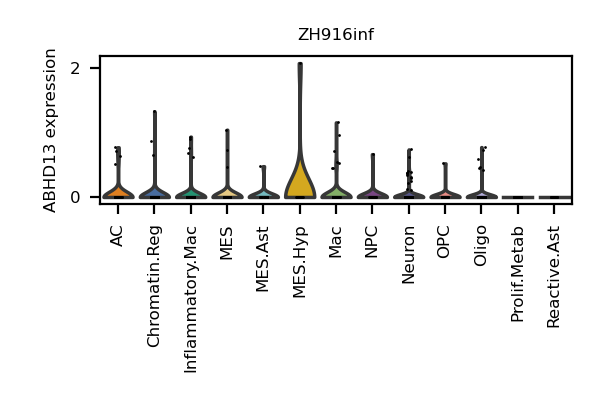 ZH916inf
ABHD13 expression
2
0
AC
Chromatin.Reg
Inflammatory.Mac
MES
MES.Ast
MES.Hyp
Mac
NPC
Neuron
OPC
Oligo
Prolif.Metab
Reactive.Ast